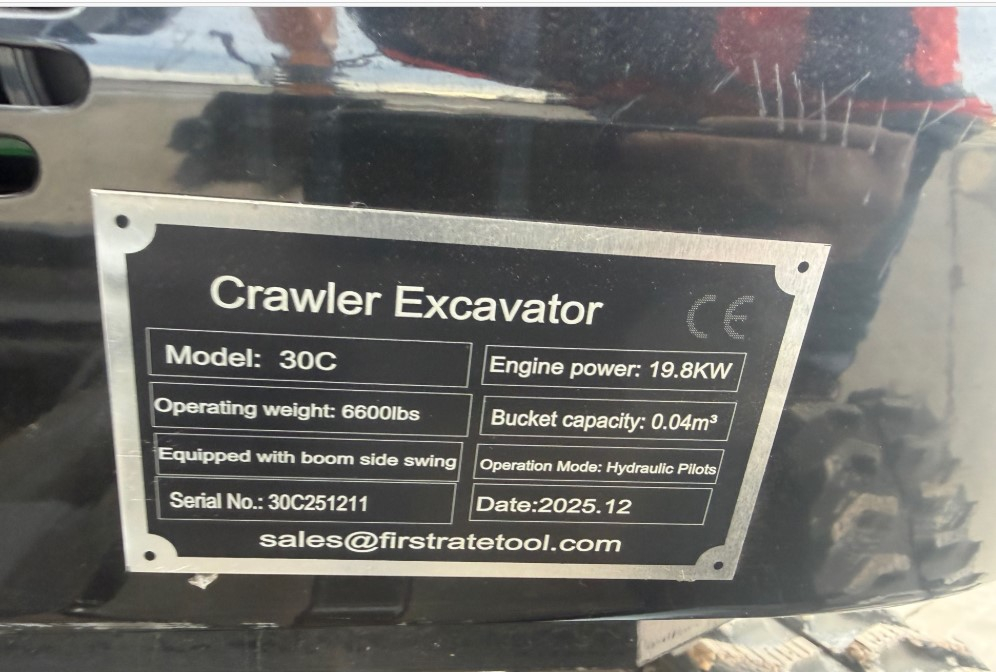 Crawler Excavator
CE
Model: 30C
Engine power: 19.8KW
Operating weight: 6600lbs
Bucket capacity: 0.04m³
Equipped with boom side swing
Operation Mode: Hydraulic Pilots
Serial No.: 30C251211
Date:2025.12
sales@firstratetool.com